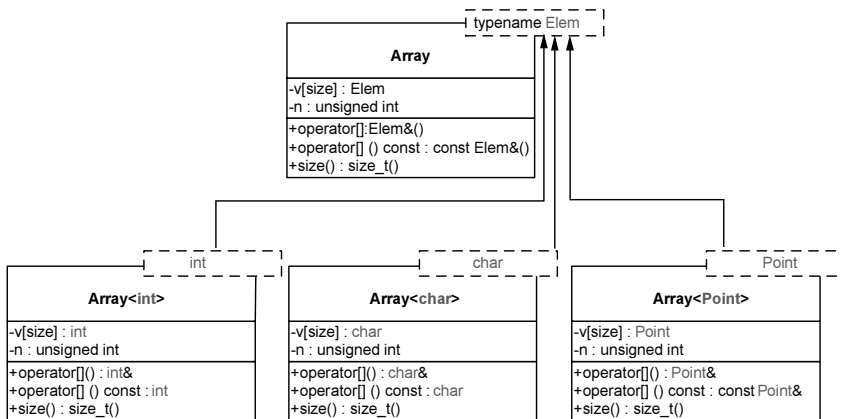 typename Elem
Array
-v[size] : Elem
-n : unsigned int
+operator[]:Elem&()
+operator[] () const : const Elem&()
+size() : size_t()
int
Array<int>
-v[size] : int
-n : unsigned int
+operator[]() : int&
+operator[] () const : int
+size() : size_t()
char
Array<char>
-v[size] : char
-n : unsigned int
+operator[]() : char&
+operator[] () const : char
+size() : size_t()
Point
Array<Point>
-v[size] : Point
-n : unsigned int
+operator[]() : Point&
+operator[] () const : const Point&
+size() : size_t()